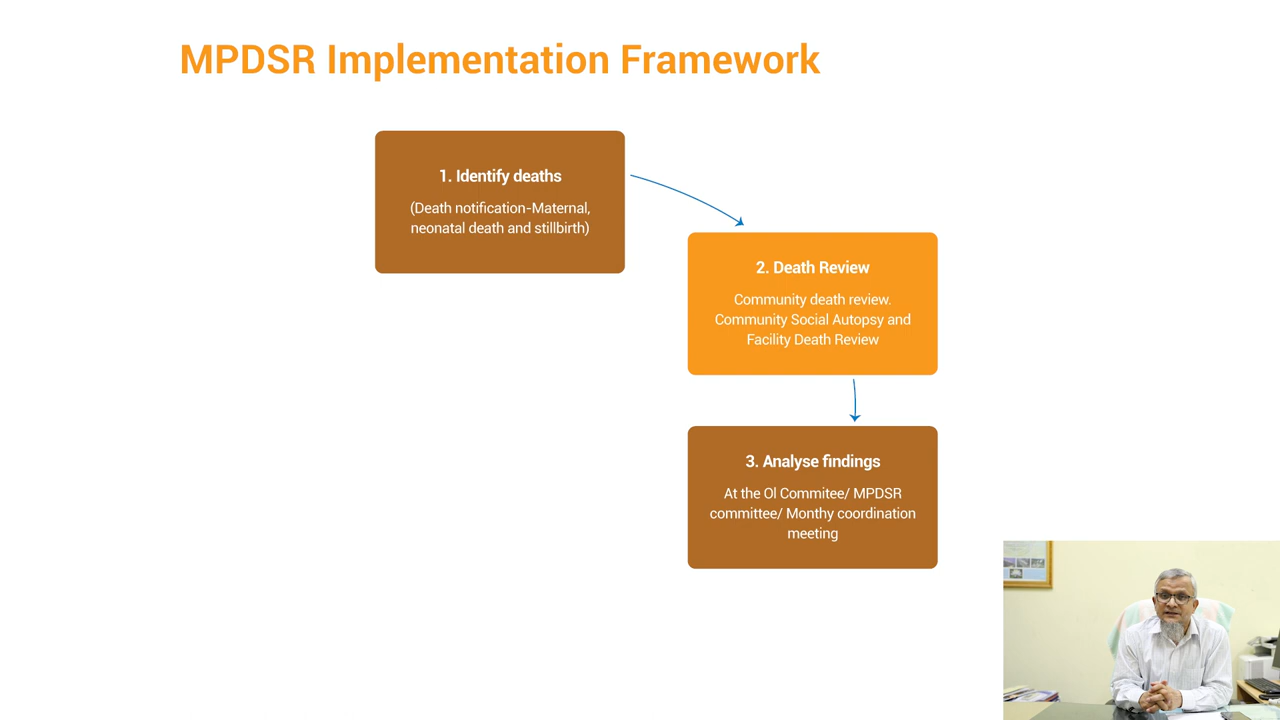 MPDSR Implementation Framework
1. Identify deaths
(Death notification-Maternal,
neonatal death and stillbirth)
2. Death Review
Community death review.
Community Social Autopsy and
Facility Death Review
3. Analyse findings
At the Ol Commitee/ MPDSR
committee/ Monthy coordination
meeting